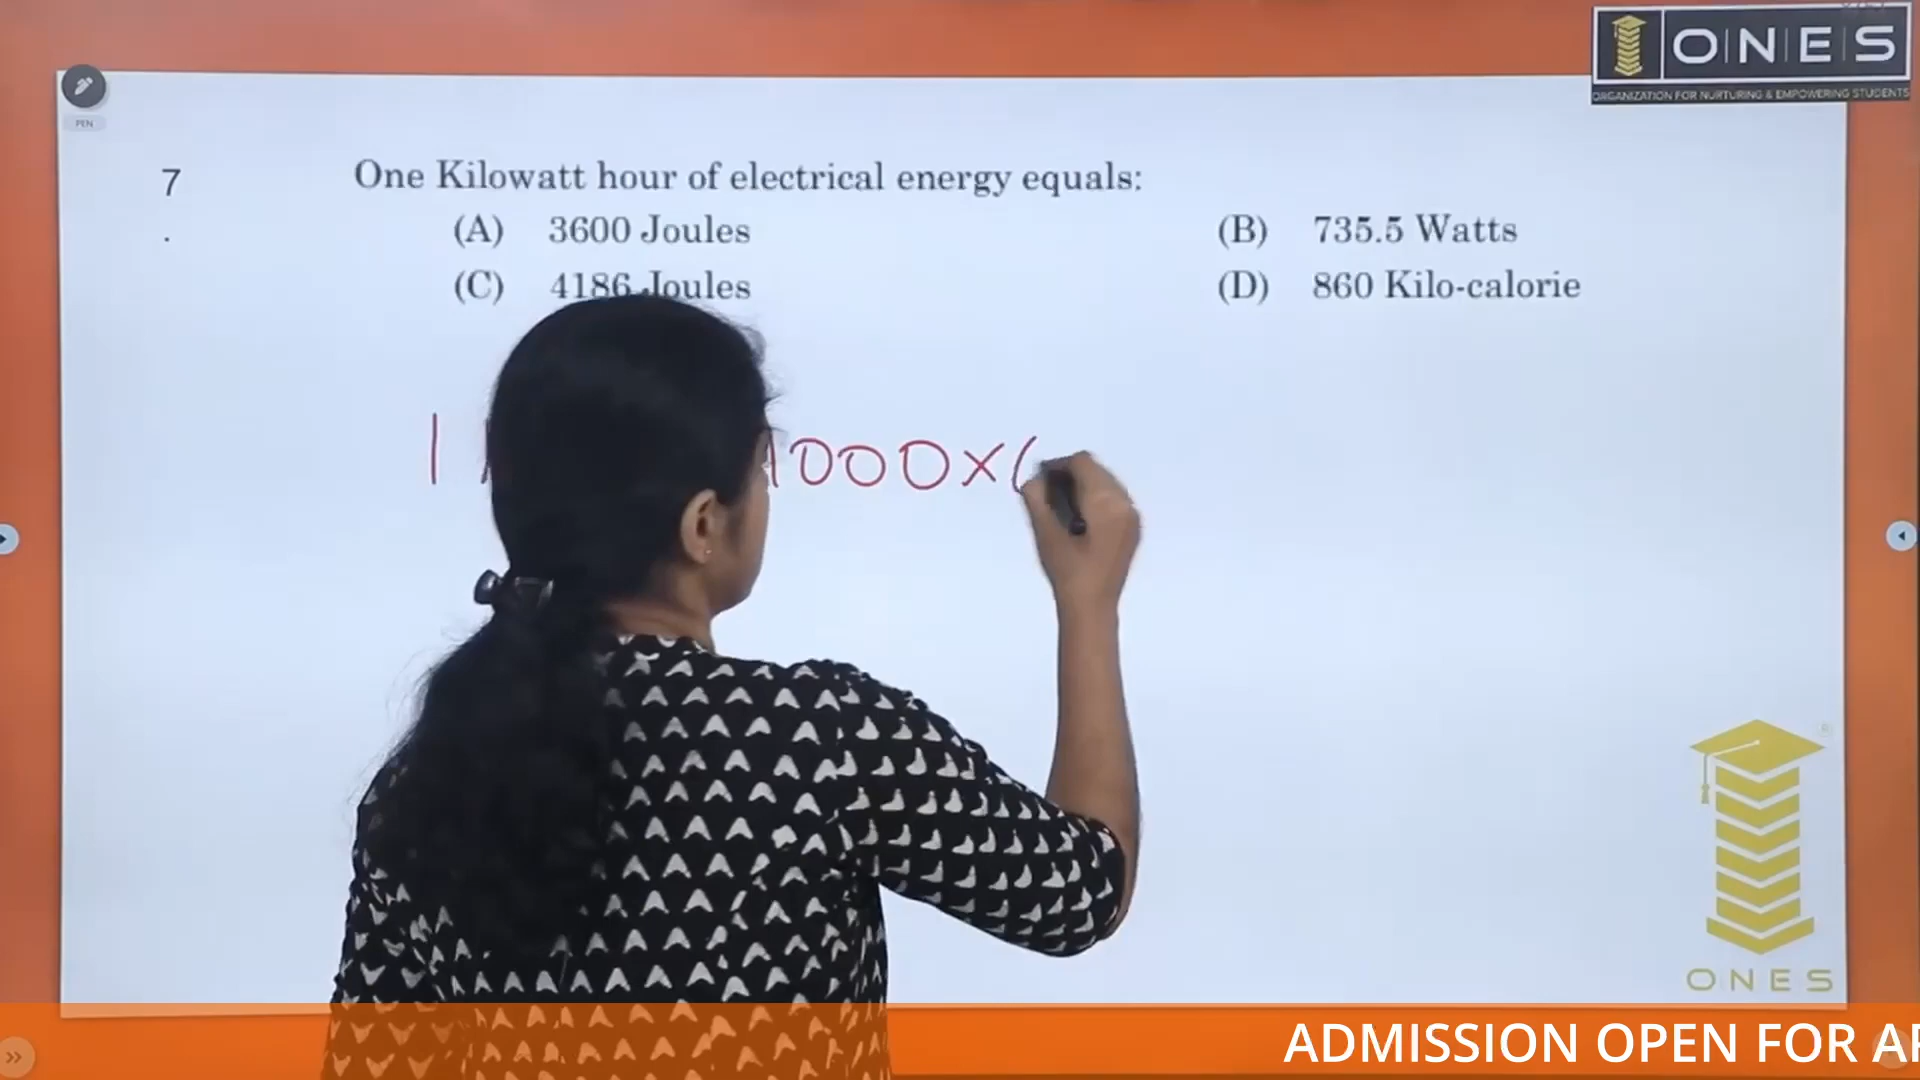 ONES
ORGANIZATION FOR NURTURING & EMPOWERING STUDENTS
PEN
7
.
One Kilowatt hour of electrical energy equals:
(A) 3600 Joules
(B) 735.5 Watts
(C) 4186 Joules
(D) 860 Kilo-calorie
1
1000×(
ONES
ADMISSION OPEN FOR